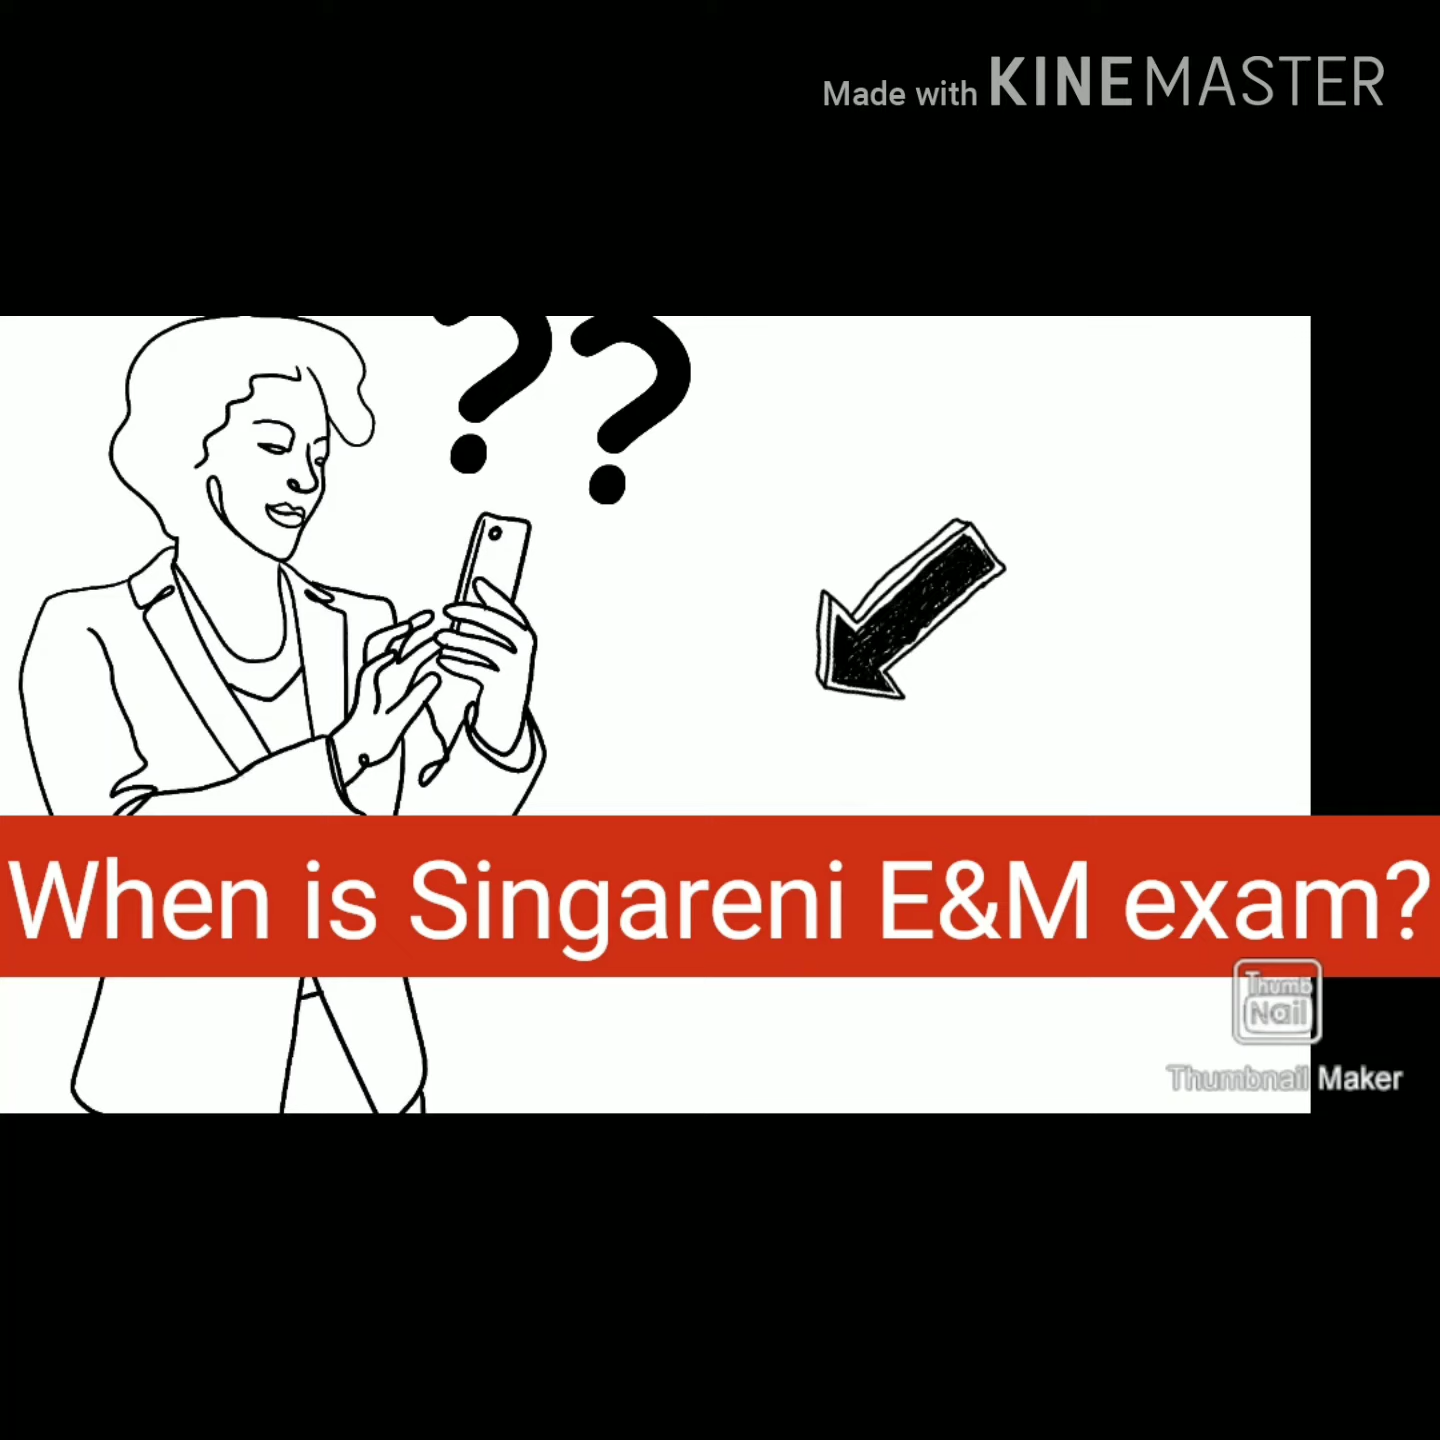 Made with KINEMASTER
??
When is Singareni E&M exam?
Thumb
Nail
Thumbnail Maker